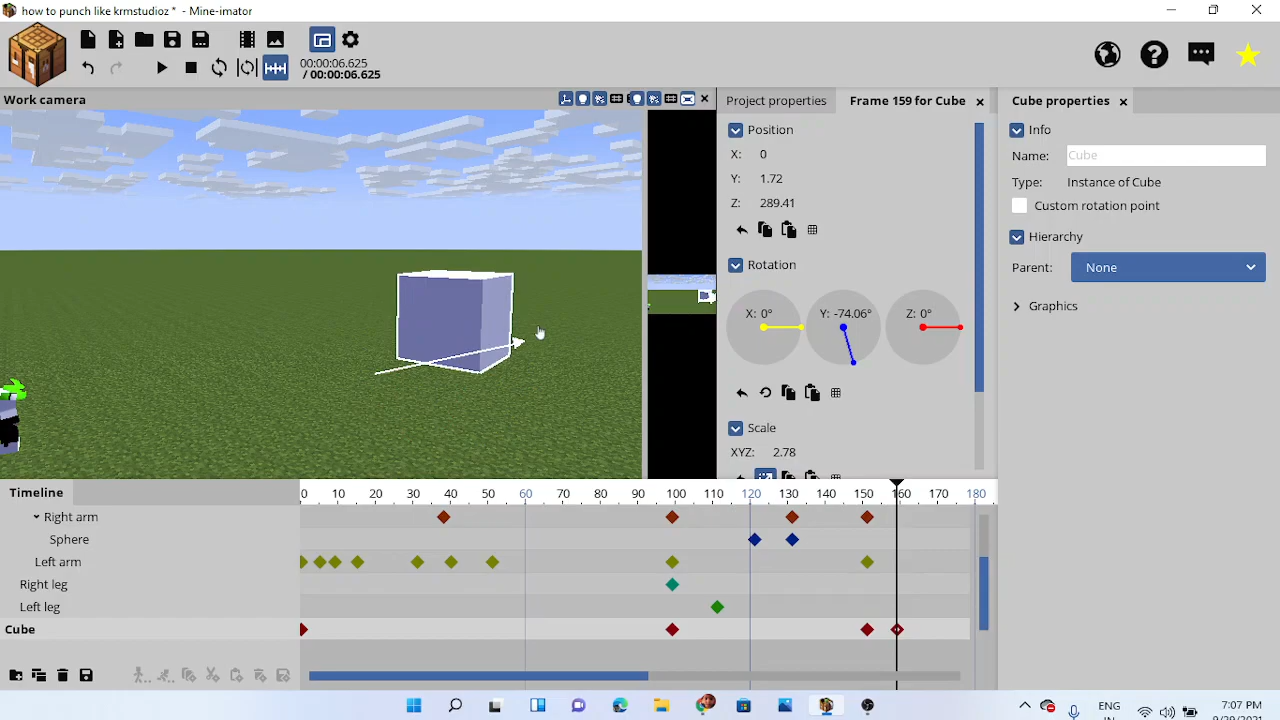 how to punch like krmstudioz * - Mine-imator
00:00:06.625
/ 00:00:06.625
Work camera
Project properties
Frame 159 for Cube
Cube properties
Position
X: 0
Y: 1.72
Z: 289.41
Rotation
X: 0°
Y: -74.06°
Z: 0°
Scale
XYZ: 2.78
Info
Name: Cube
Type: Instance of Cube
Custom rotation point
Hierarchy
Parent: None
Graphics
Timeline
0 10 20 30 40 50 60 70 80 90 100 110 120 130 140 150 160 170 180
Right arm
Sphere
Left arm
Right leg
Left leg
Cube
ENG
IN
7:07 PM